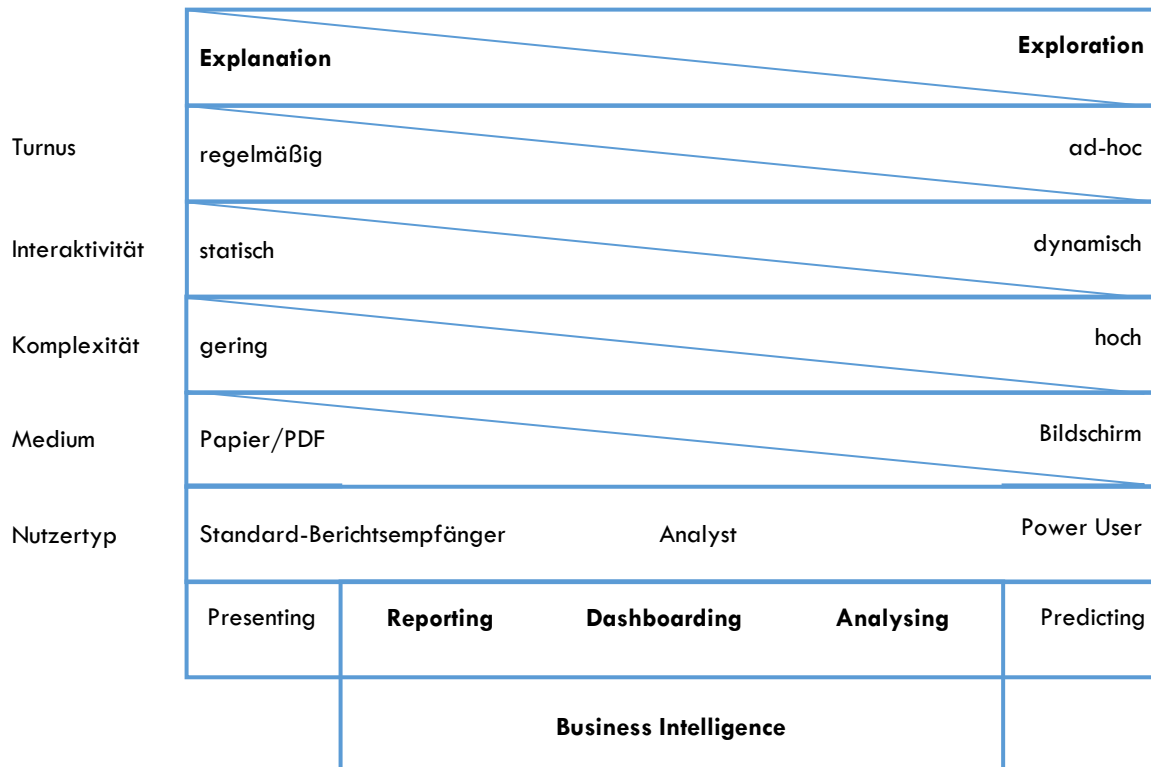 Explanation Exploration
Turnus regelmäßig ad-hoc
Interaktivität statisch dynamisch
Komplexität gering hoch
Medium Papier/PDF Bildschirm
Nutzertyp Standard-Berichtsempfänger Analyst Power User
Presenting Reporting Dashboarding Analysing Predicting
Business Intelligence